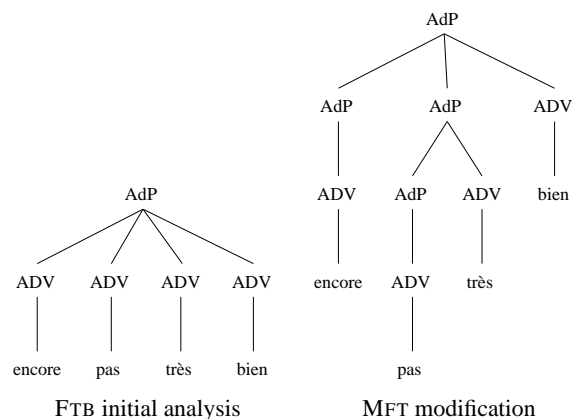 AdP
AdP AdP ADV
AdP ADV AdP ADV bien
ADV ADV ADV ADV encore ADV très
encore pas très bien pas
FTB initial analysis MFT modification